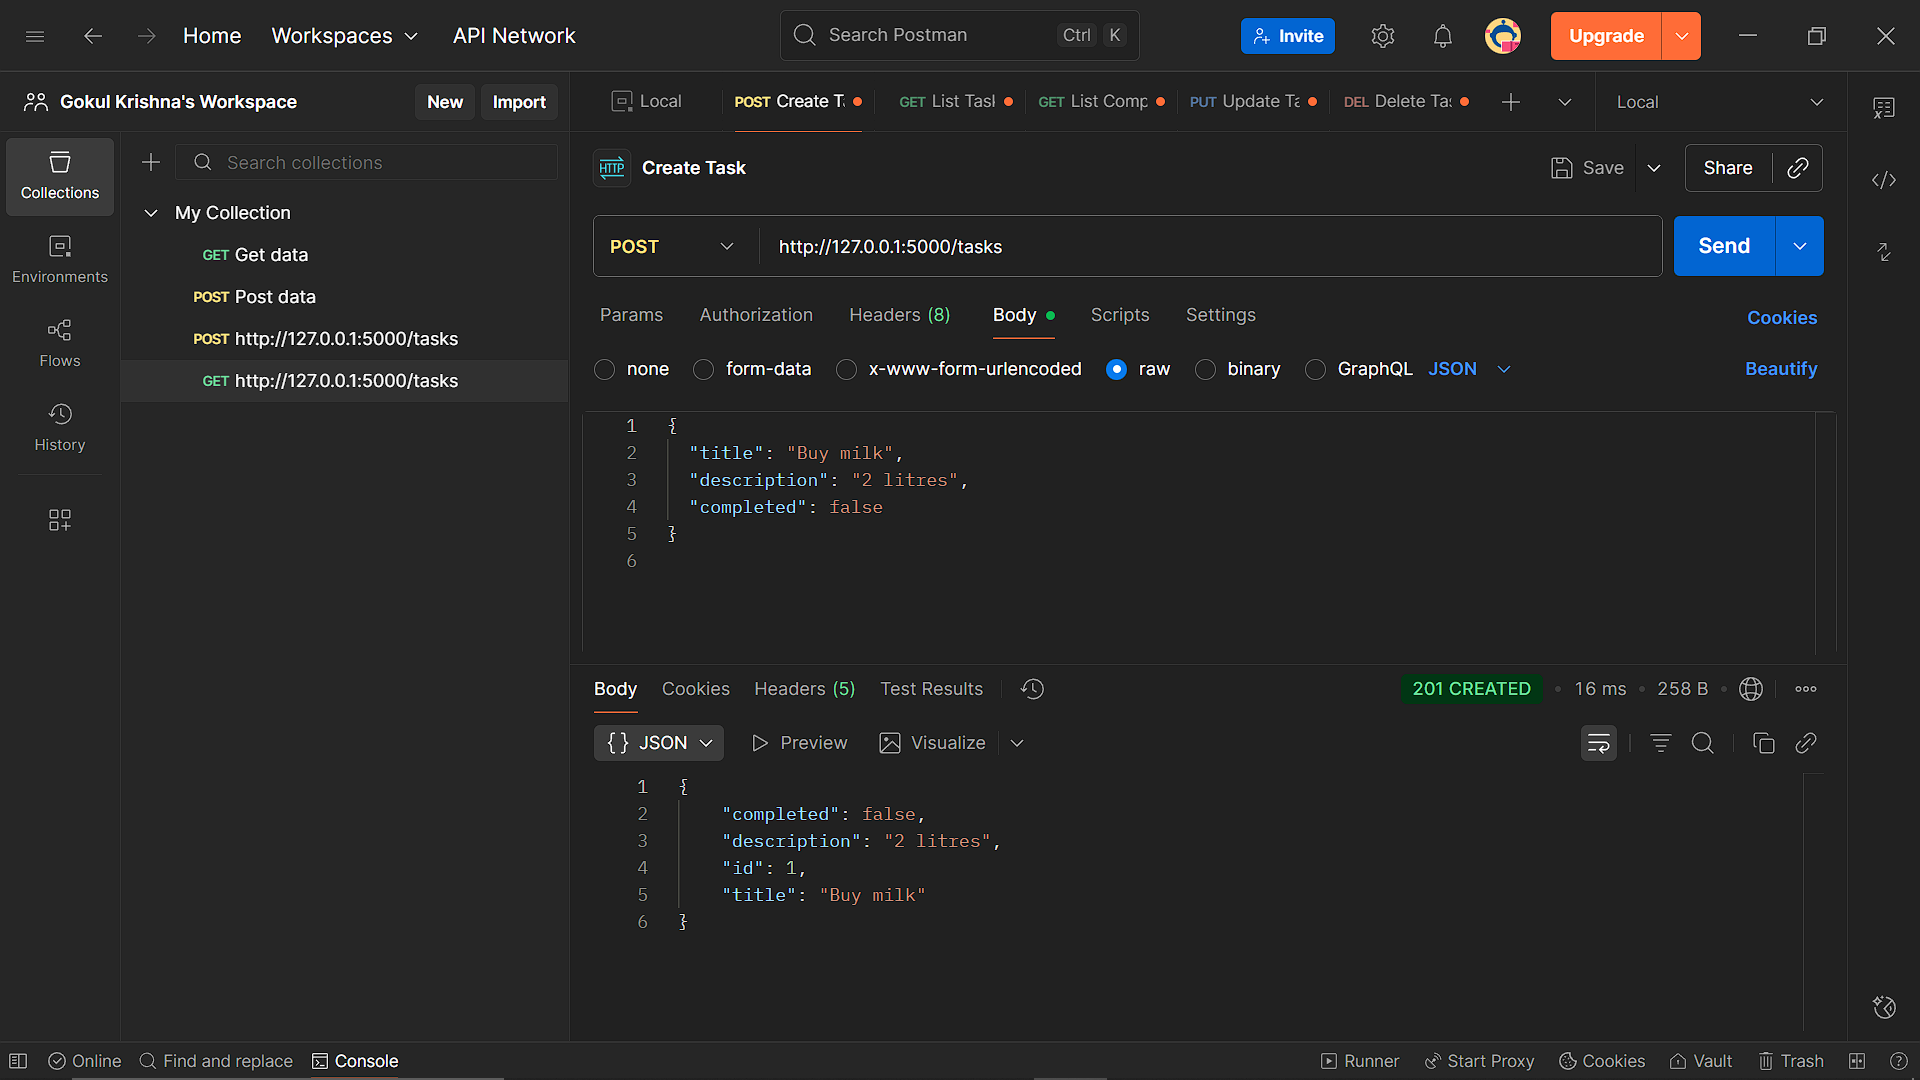 Home Workspaces API Network Search Postman Ctrl K Invite Upgrade
Gokul Krishna's Workspace New Import
Local POST Create T GET List Task GET List Comp PUT Update Ta DEL Delete Tas Local
Collections
Environments
Flows
History
Search collections
My Collection
GET Get data
POST Post data
POST http://127.0.0.1:5000/tasks
GET http://127.0.0.1:5000/tasks
HTTP Create Task Save Share
POST http://127.0.0.1:5000/tasks Send
Params Authorization Headers (8) Body Scripts Settings Cookies
none form-data x-www-form-urlencoded raw binary GraphQL JSON Beautify
1 {
2 "title": "Buy milk",
3 "description": "2 litres",
4 "completed": false
5 }
6
Body Cookies Headers (5) Test Results 201 CREATED • 16 ms • 258 B •
{} JSON Preview Visualize
1 {
2 "completed": false,
3 "description": "2 litres",
4 "id": 1,
5 "title": "Buy milk"
6 }
Online Find and replace Console Runner Start Proxy Cookies Vault Trash